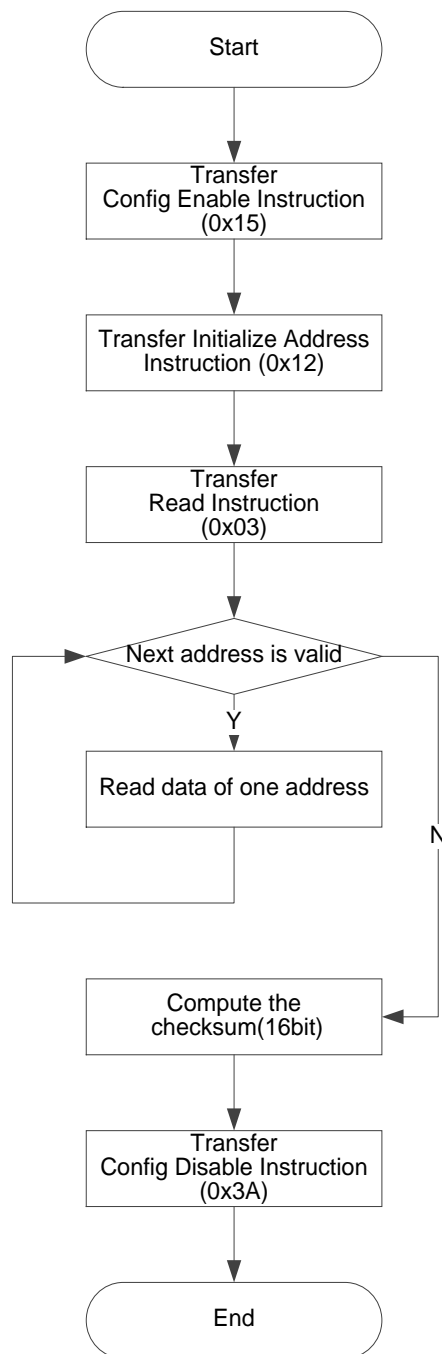 Start
Transfer
Config Enable Instruction
(0x15)
Transfer Initialize Address
Instruction (0x12)
Transfer
Read Instruction
(0x03)
Next address is valid
Y
Read data of one address
N
Compute the
checksum(16bit)
Transfer
Config Disable Instruction
(0x3A)
End